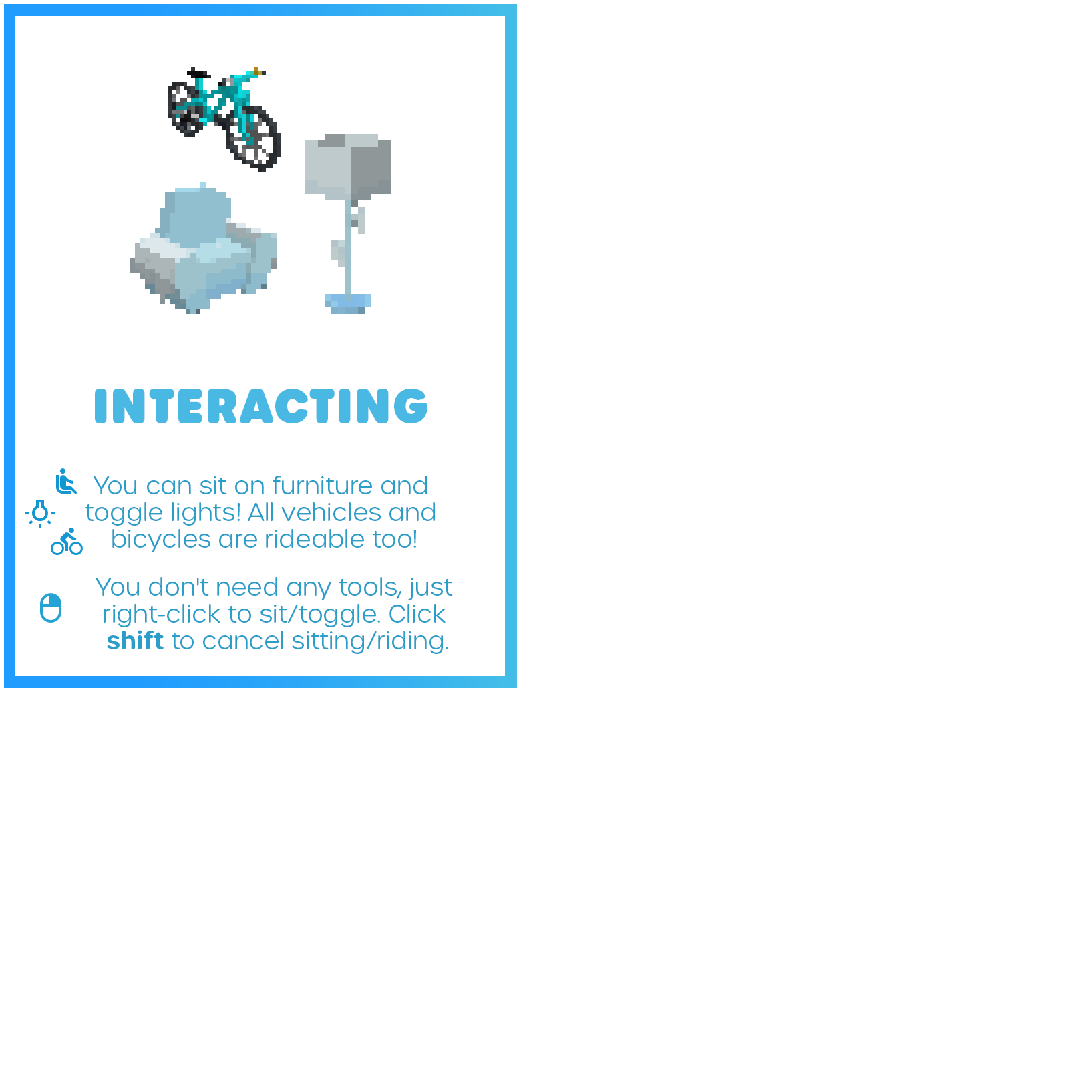 INTERACTING
You can sit on furniture and
toggle lights! All vehicles and
bicycles are rideable too!
You don't need any tools, just
right-click to sit/toggle. Click
shift to cancel sitting/riding.